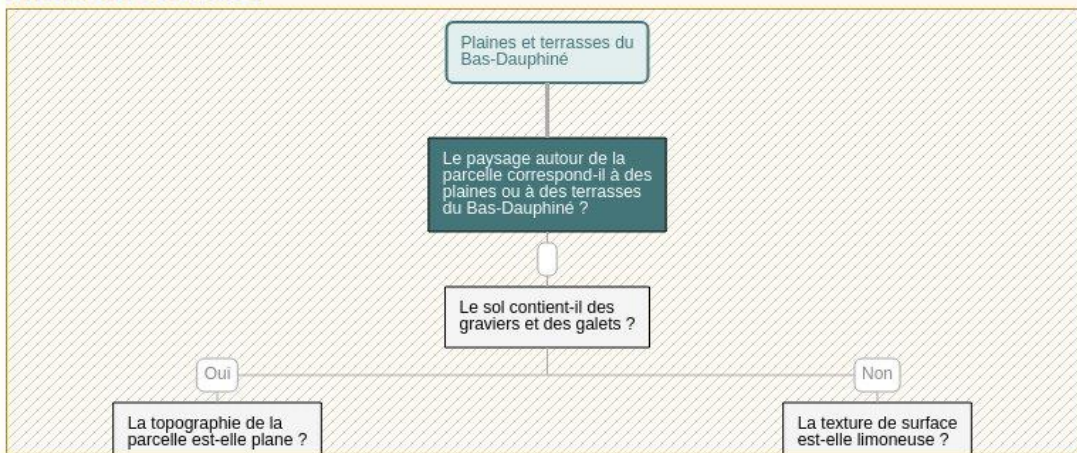 Plaines et terrasses du
Bas-Dauphiné
Le paysage autour de la
parcelle correspond-il à des
plaines ou à des terrasses
du Bas-Dauphiné ?
Le sol contient-il des
graviers et des galets ?
Oui
Non
La topographie de la
parcelle est-elle plane ?
La texture de surface
est-elle limoneuse ?